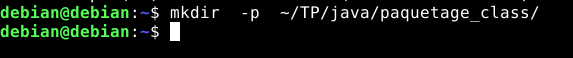 debian@debian:~$ mkdir  -p  ~/TP/java/paquetage_class/
debian@debian:~$